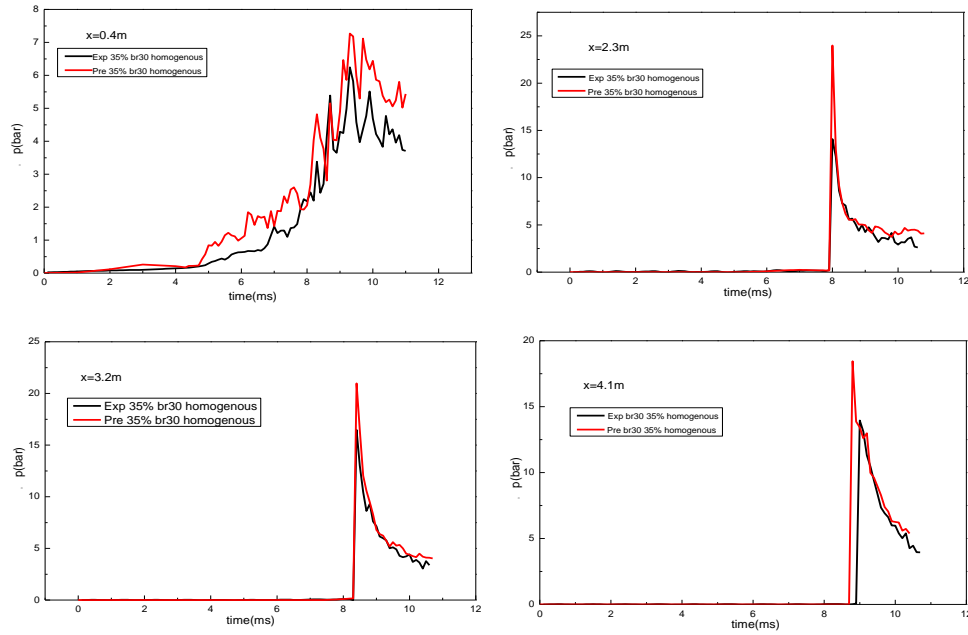 x=0.4m
Exp 35% br30 homogenous
Pre 35% br30 homogenous
p(bar)
8
7
6
5
4
3
2
1
0
0 2 4 6 8 10 12
time(ms)
x=2.3m
Exp 35% br30 homogenous
Pre 35% br30 homogenous
p(bar)
25
20
15
10
5
0
0 2 4 6 8 10 12
time(ms)
x=3.2m
Exp 35% br30 homogenous
Pre 35% br30 homogenous
p(bar)
25
20
15
10
5
0
0 2 4 6 8 10 12
time(ms)
x=4.1m
Exp br30 35% homogenous
Pre br30 35% homogenous
p(bar)
20
15
10
5
0
0 2 4 6 8 10 12
time(ms)